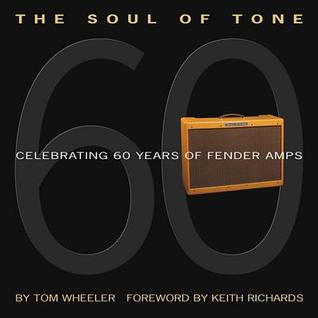 THE SOUL OF TONE
60
CELEBRATING 60 YEARS OF FENDER AMPS
BY TOM WHEELER FOREWORD BY KEITH RICHARDS